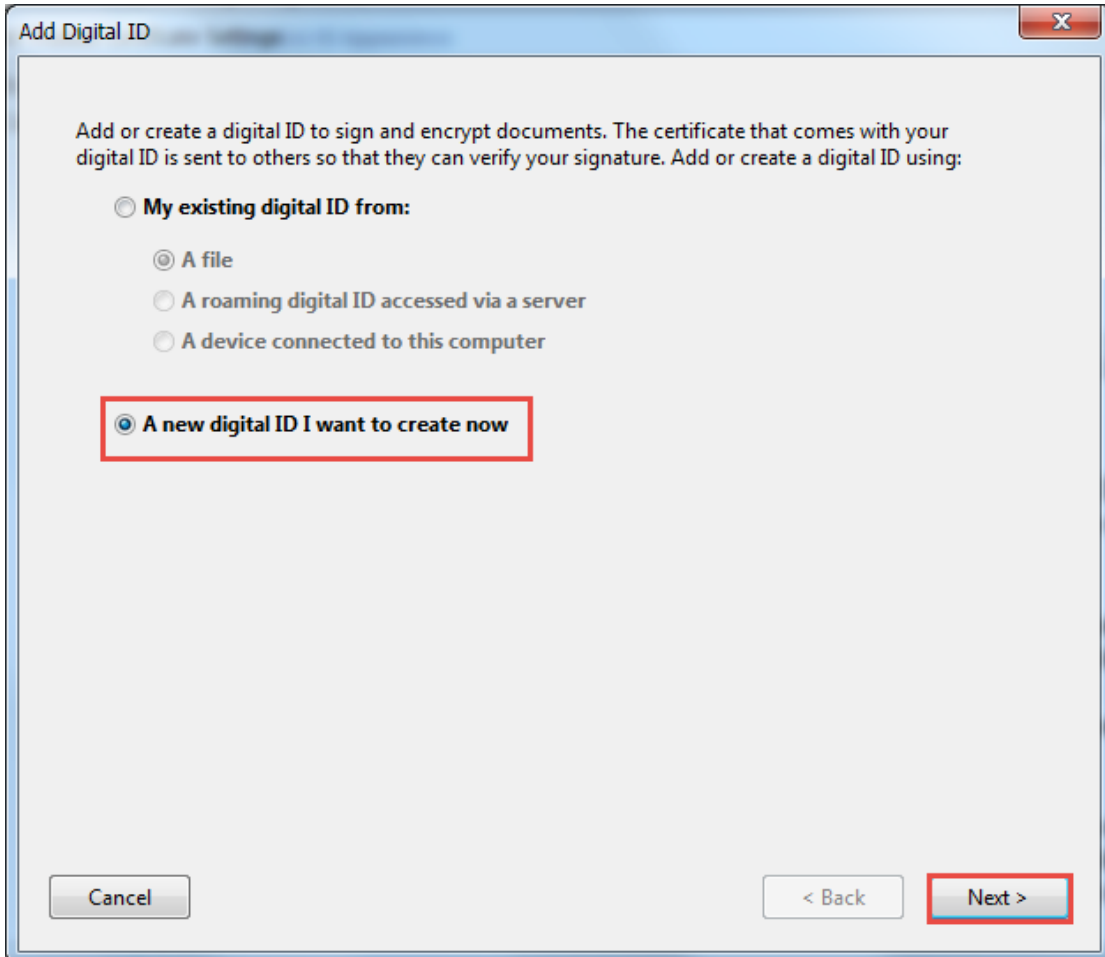 Add Digital ID
Add or create a digital ID to sign and encrypt documents. The certificate that comes with your
digital ID is sent to others so that they can verify your signature. Add or create a digital ID using:
My existing digital ID from:
A file
A roaming digital ID accessed via a server
A device connected to this computer
A new digital ID I want to create now
Cancel
< Back
Next >